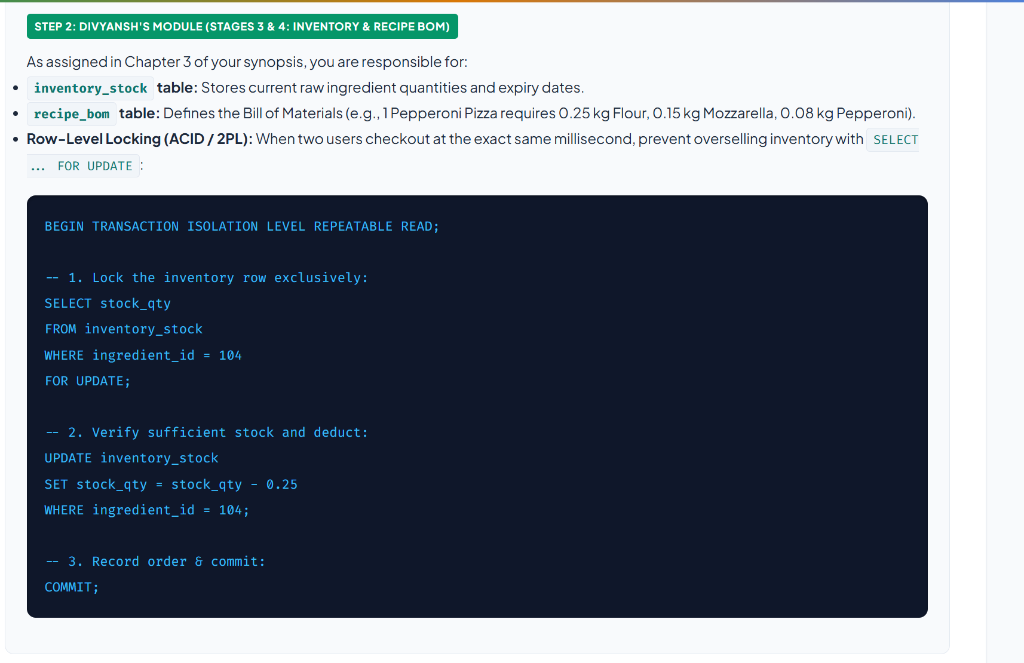 STEP 2: DIVYANSH'S MODULE (STAGES 3 & 4: INVENTORY & RECIPE BOM)
As assigned in Chapter 3 of your synopsis, you are responsible for:
• inventory_stock table: Stores current raw ingredient quantities and expiry dates.
• recipe_bom table: Defines the Bill of Materials (e.g., 1 Pepperoni Pizza requires 0.25 kg Flour, 0.15 kg Mozzarella, 0.08 kg Pepperoni).
• Row-Level Locking (ACID / 2PL): When two users checkout at the exact same millisecond, prevent overselling inventory with SELECT
... FOR UPDATE :
BEGIN TRANSACTION ISOLATION LEVEL REPEATABLE READ;
-- 1. Lock the inventory row exclusively:
SELECT stock_qty
FROM inventory_stock
WHERE ingredient_id = 104
FOR UPDATE;
-- 2. Verify sufficient stock and deduct:
UPDATE inventory_stock
SET stock_qty = stock_qty - 0.25
WHERE ingredient_id = 104;
-- 3. Record order & commit:
COMMIT;